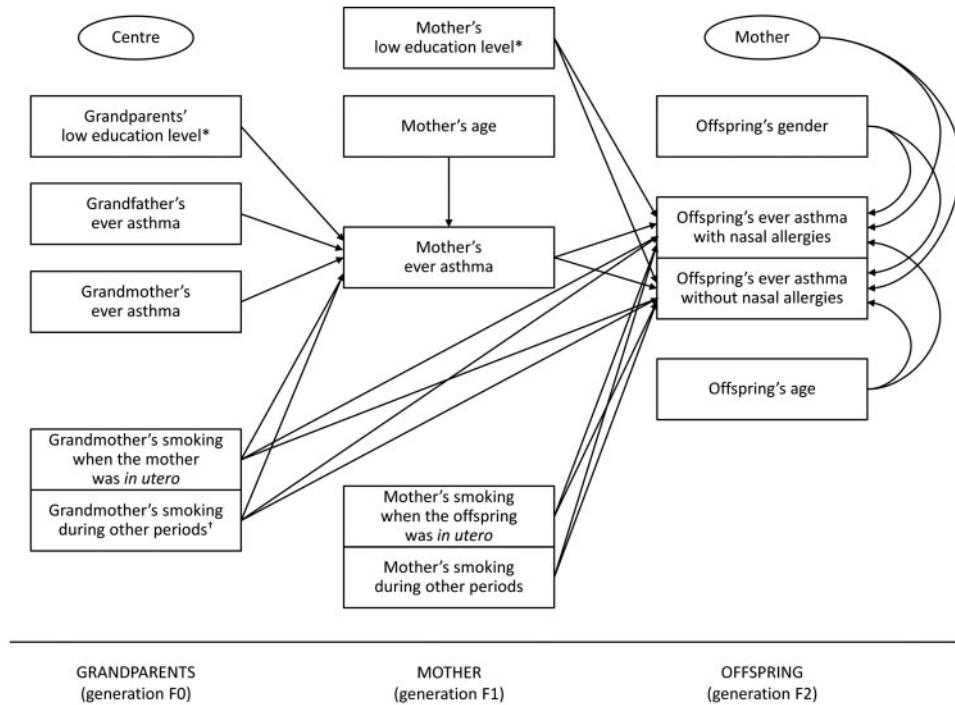 Centre
Grandparents'
low education level*
Grandfather's
ever asthma
Grandmother's
ever asthma
Grandmother's smoking
when the mother
was in utero
Grandmother's smoking
during other periods†
Mother's
low education level*
Mother's age
Mother's
ever asthma
Mother's smoking
when the offspring
was in utero
Mother's smoking
during other periods
Mother
Offspring's gender
Offspring's ever asthma
with nasal allergies
Offspring's ever asthma
without nasal allergies
Offspring's age
GRANDPARENTS
(generation F0)
MOTHER
(generation F1)
OFFSPRING
(generation F2)